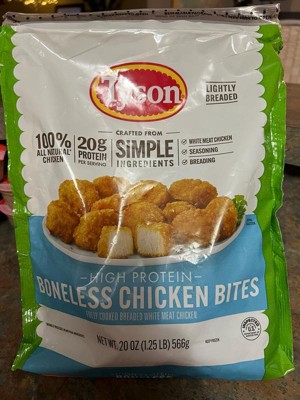 Tyson
LIGHTLY
BREADED
100%
ALL NATURAL
CHICKEN
20g
PROTEIN
PER SERVING
CRAFTED FROM
SIMPLE
INGREDIENTS
WHITE MEAT CHICKEN
SEASONING
BREADING
HIGH PROTEIN
BONELESS CHICKEN BITES
FULLY COOKED BREADED WHITE MEAT CHICKEN
NET WT. 20 OZ (1.25 LB) 566g